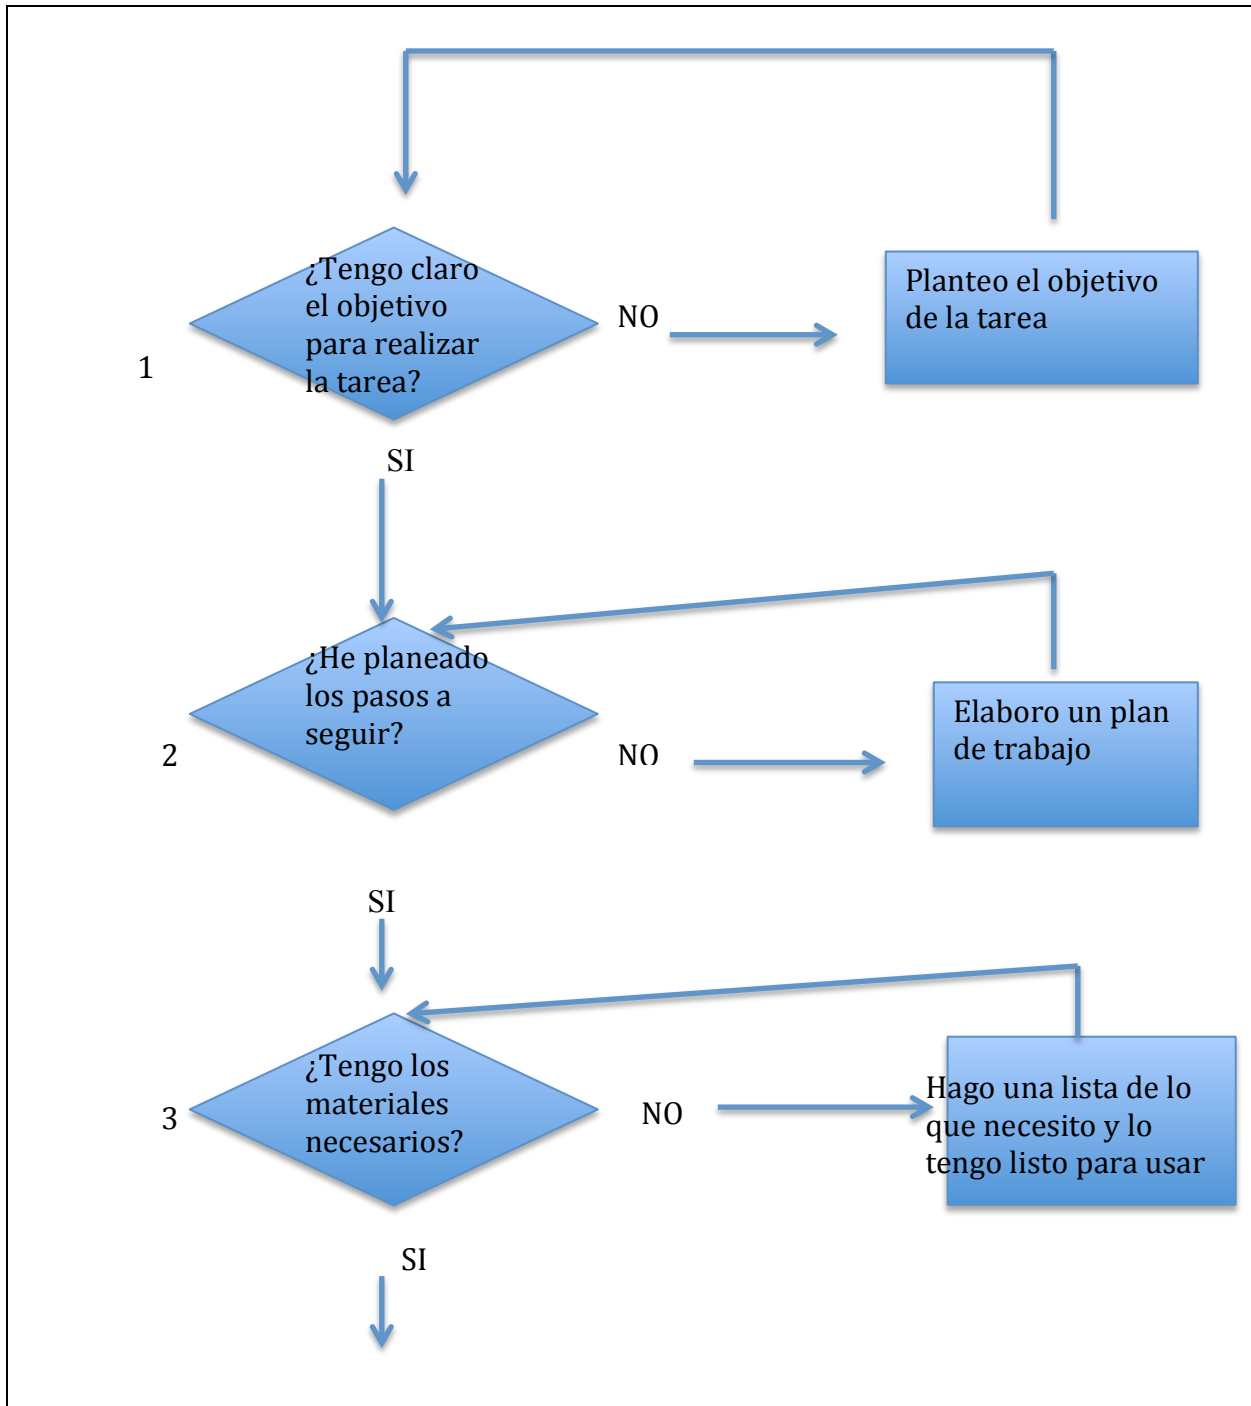 ¿Tengo claro
el objetivo
para realizar
la tarea?
NO
Planteo el objetivo
de la tarea
1
SI
¿He planeado
los pasos a
seguir?
NO
Elaboro un plan
de trabajo
2
SI
¿Tengo los
materiales
necesarios?
NO
Hago una lista de lo
que necesito y lo
tengo listo para usar
3
SI